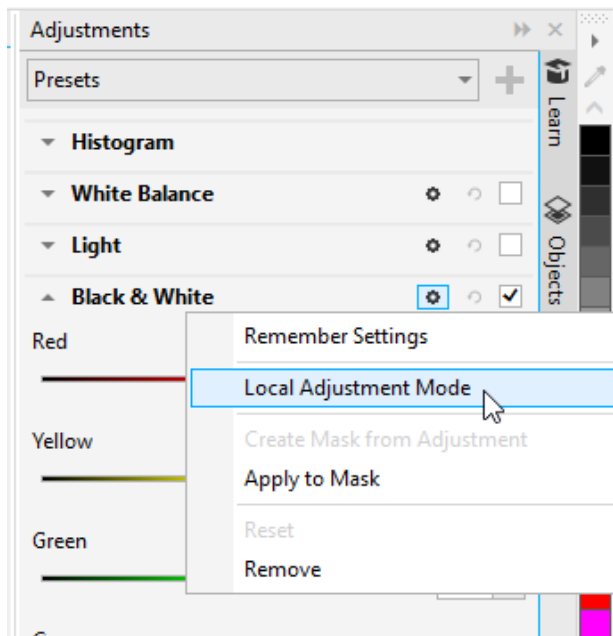 Adjustments
Presets
Histogram
White Balance
Light
Black & White
Red
Yellow
Green
Remember Settings
Local Adjustment Mode
Create Mask from Adjustment
Apply to Mask
Reset
Remove
Learn
Objects